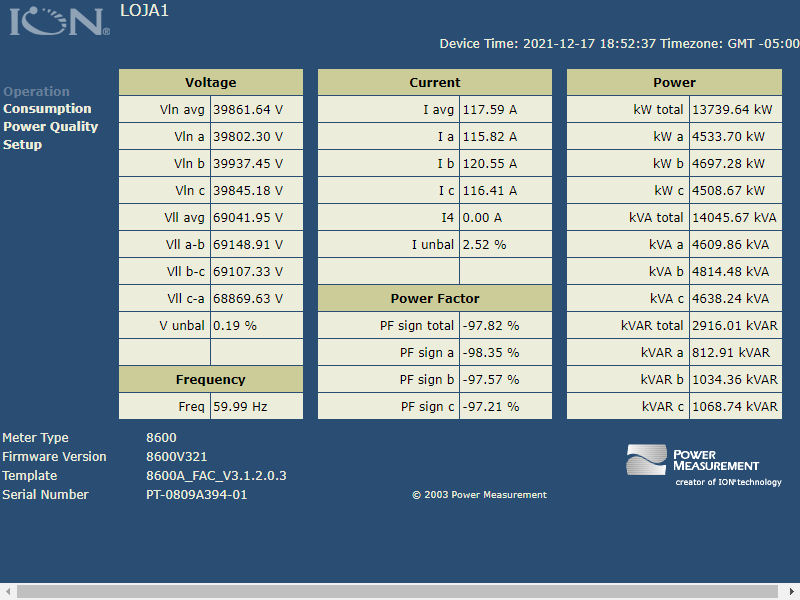 ION®
LOJA1
Device Time: 2021-12-17 18:52:37 Timezone: GMT -05:00
Operation
Consumption
Power Quality
Setup
Voltage
Vln avg 39861.64 V
Vln a 39802.30 V
Vln b 39937.45 V
Vln c 39845.18 V
Vll avg 69041.95 V
Vll a-b 69148.91 V
Vll b-c 69107.33 V
Vll c-a 68869.63 V
V unbal 0.19 %
Frequency
Freq 59.99 Hz
Current
I avg 117.59 A
I a 115.82 A
I b 120.55 A
I c 116.41 A
I4 0.00 A
I unbal 2.52 %
Power Factor
PF sign total -97.82 %
PF sign a -98.35 %
PF sign b -97.57 %
PF sign c -97.21 %
Power
kW total 13739.64 kW
kW a 4533.70 kW
kW b 4697.28 kW
kW c 4508.67 kW
kVA total 14045.67 kVA
kVA a 4609.86 kVA
kVA b 4814.48 kVA
kVA c 4638.24 kVA
kVAR total 2916.01 kVAR
kVAR a 812.91 kVAR
kVAR b 1034.36 kVAR
kVAR c 1068.74 kVAR
Meter Type 8600
Firmware Version 8600V321
Template 8600A_FAC_V3.1.2.0.3
Serial Number PT-0809A394-01
© 2003 Power Measurement
POWER
MEASUREMENT
creator of ION® technology